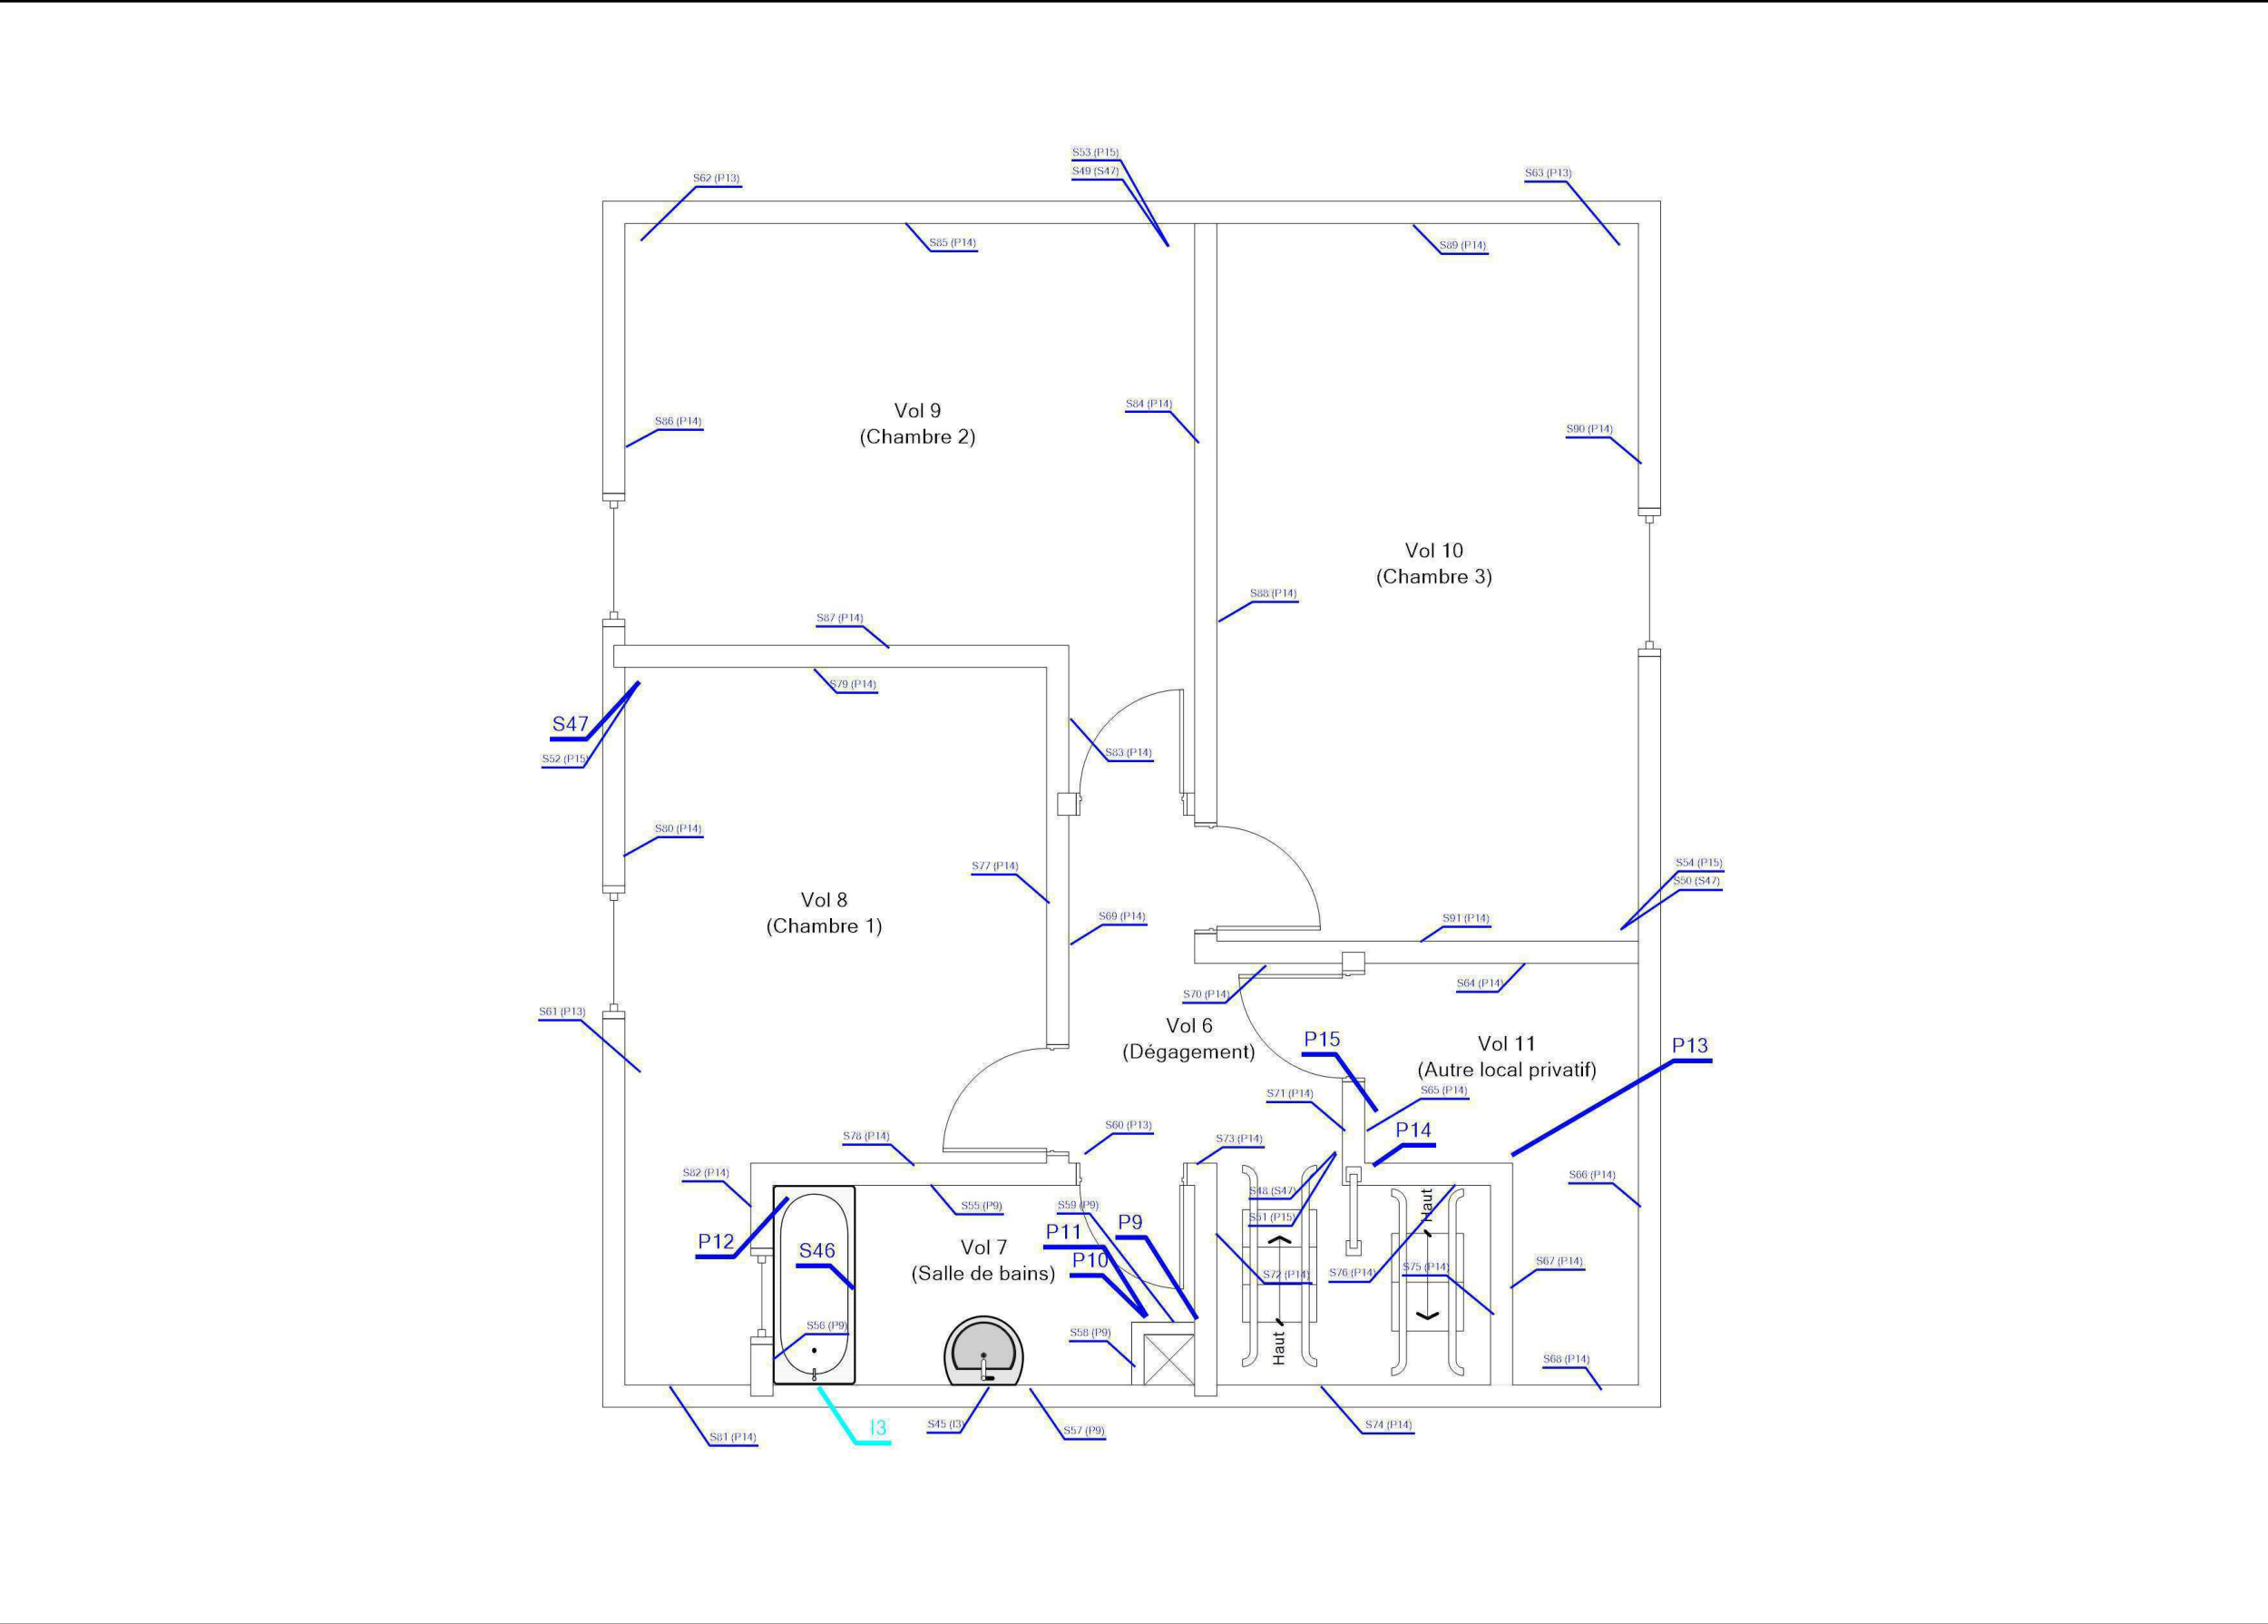 S53 (P15)
S49 (S47)
S62 (P13)
S63 (P13)
S85 (P14)
S89 (P14)
Vol 9
(Chambre 2)
S84 (P14)
S86 (P14)
S90 (P14)
Vol 10
(Chambre 3)
S88 (P14)
S87 (P14)
S79 (P14)
S47
S52 (P15)
S83 (P14)
S80 (P14)
S77 (P14)
S54 (P15)
S50 (S47)
Vol 8
(Chambre 1)
S69 (P14)
S91 (P14)
S70 (P14)
S64 (P14)
S61 (P13)
Vol 6
(Dégagement)
P15
Vol 11
(Autre local privatif)
P13
S71 (P14)
S65 (P14)
S60 (P13)
P14
S78 (P14)
S73 (P14)
S82 (P14)
S66 (P14)
S48 (S47)
S55 (P9)
S59 (P9)
S51 (P15)
Haut
P12
S46
P11
P9
P10
Vol 7
(Salle de bains)
S72 (P14)
S76 (P14)
S75 (P14)
S67 (P14)
S56 (P9)
S58 (P9)
Haut
S68 (P14)
I3
S45 (I3)
S57 (P9)
S74 (P14)
S81 (P14)